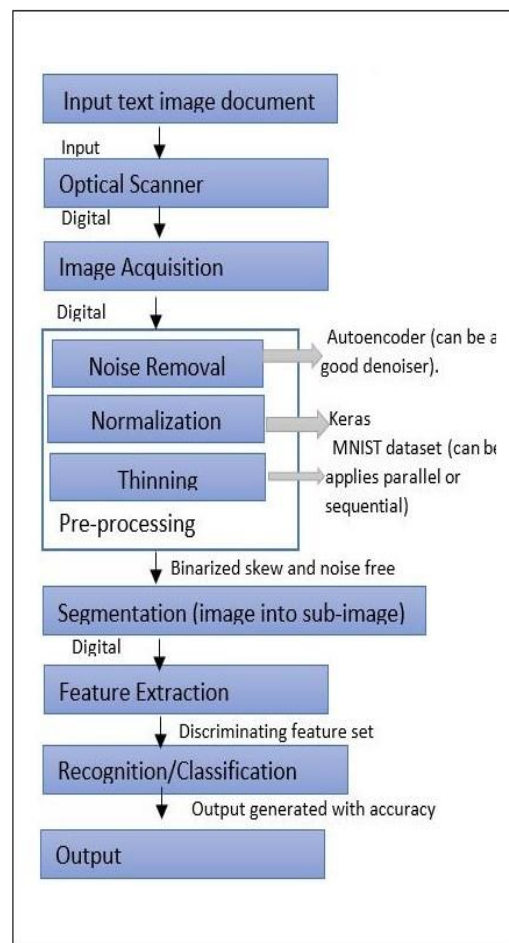 Input text image document
Input
Optical Scanner
Digital
Image Acquisition
Digital
Noise Removal
Autoencoder (can be a
good denoiser).
Normalization
Keras
MNIST dataset (can be
Thinning
applies parallel or
sequential)
Pre-processing
Binarized skew and noise free
Segmentation (image into sub-image)
Digital
Feature Extraction
Discriminating feature set
Recognition/Classification
Output generated with accuracy
Output